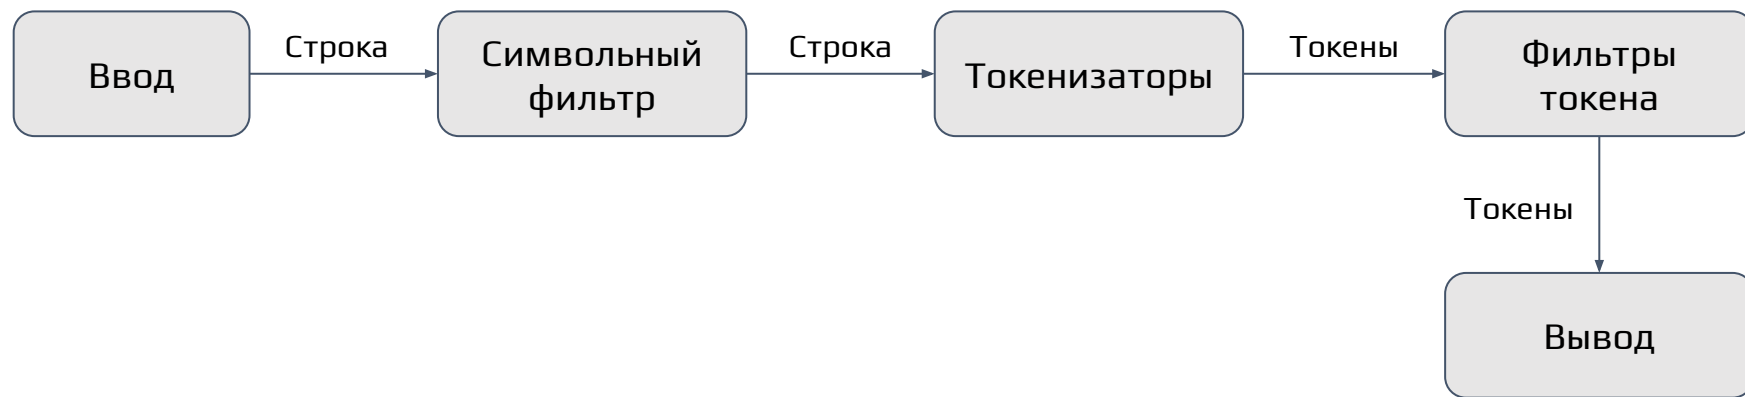 Ввод
Строка
Символьный
фильтр
Строка
Токенизаторы
Токены
Фильтры
токена
Токены
Вывод